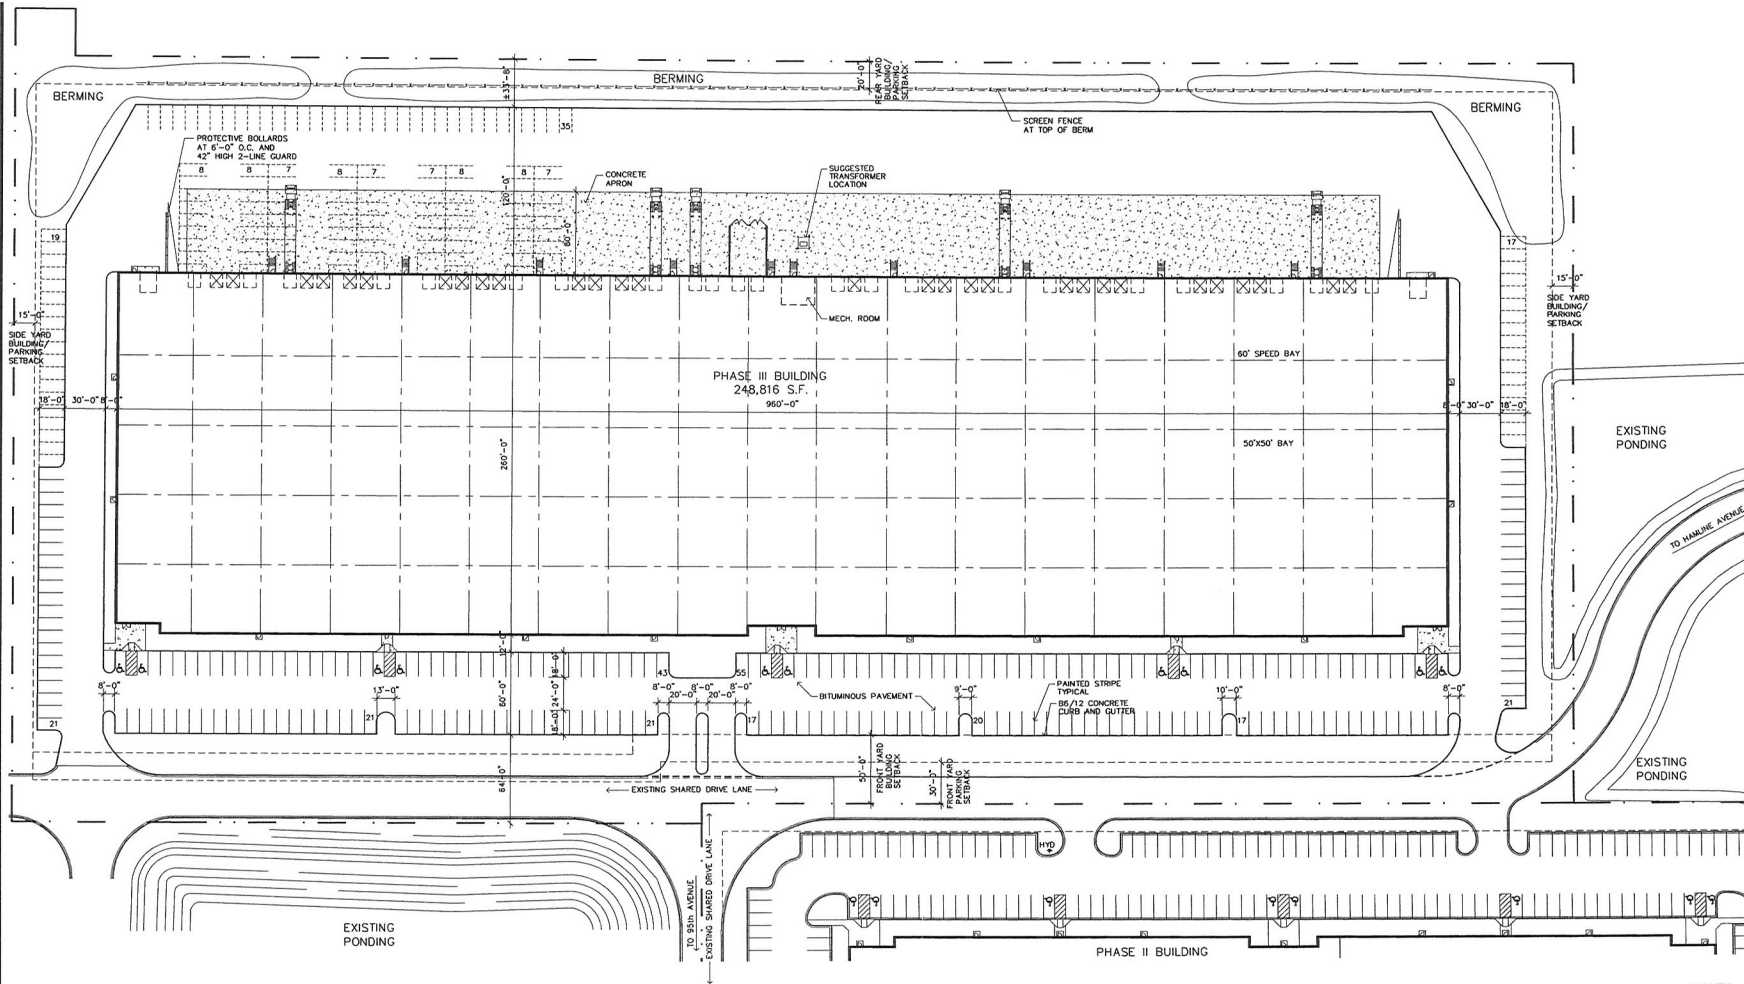 BERMING
BERMING
BERMING
±33'-8"
20'-0"
REAR YARD
BUILDING/
PARKING
SETBACK
SCREEN FENCE
AT TOP OF BERM
35
PROTECTIVE BOLLARDS
AT 6'-0" O.C. AND
42" HIGH 2-LINE GUARD
8
8
7
8
7
7
8
8
7
CONCRETE
APRON
SUGGESTED
TRANSFORMER
LOCATION
120'-0"
60'-0"
19
17
15'-0"
SIDE YARD
BUILDING/
PARKING
SETBACK
15'-0"
SIDE YARD
BUILDING/
PARKING
SETBACK
MECH. ROOM
60' SPEED BAY
PHASE III BUILDING
248,816 S.F.
960'-0"
18'-0"
30'-0"
8'-0"
8'-0"
30'-0"
18'-0"
260'-0"
50'X50' BAY
EXISTING
PONDING
TO HAMLINE AVENUE
12'-0"
43
55
18'-0"
24'-0"
18'-0"
60'-0"
8'-0"
13'-0"
8'-0"
20'-0"
8'-0"
20'-0"
8'-0"
BITUMINOUS PAVEMENT
9'-0"
PAINTED STRIPE
TYPICAL
B6/12 CONCRETE
CURB AND GUTTER
10'-0"
8'-0"
21
21
21
17
20
17
21
64'-0"
50'-0"
FRONT YARD
BUILDING
SETBACK
30'-0"
FRONT YARD
PARKING
SETBACK
EXISTING SHARED DRIVE LANE
EXISTING
PONDING
HYD
TO 95th AVENUE
EXISTING SHARED DRIVE LANE
EXISTING
PONDING
PHASE II BUILDING